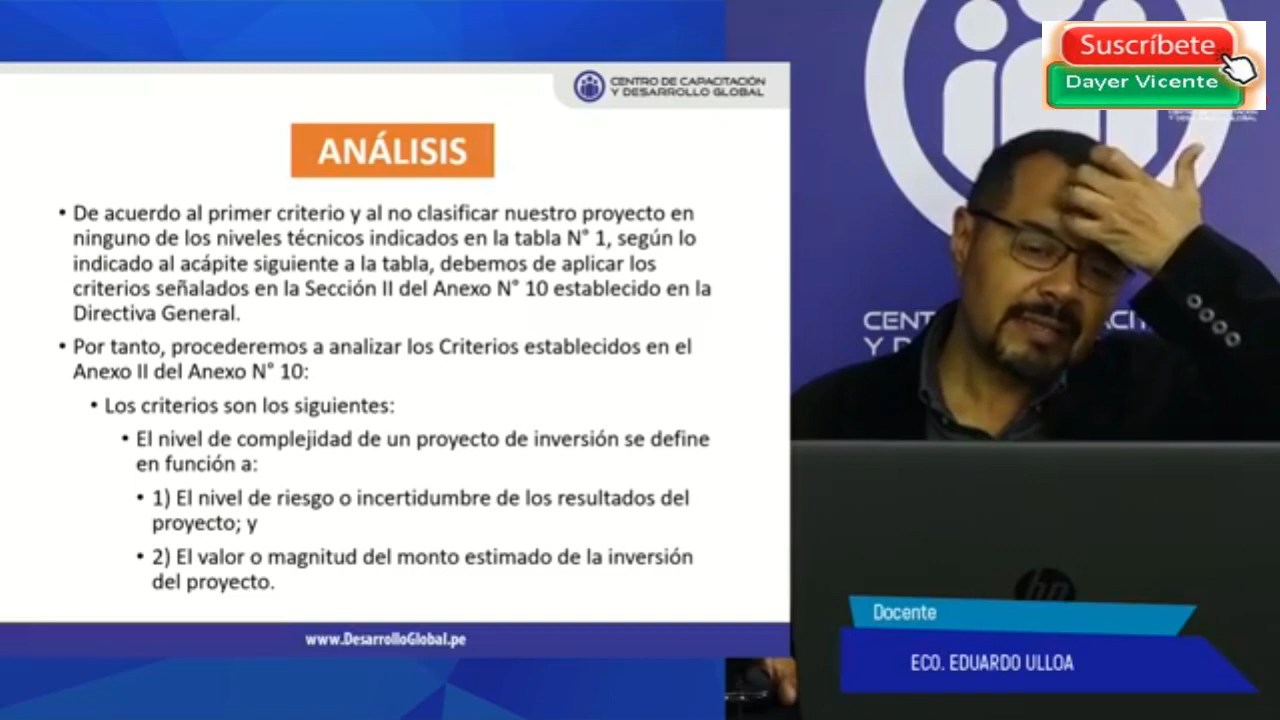 Suscríbete
Dayer Vicente
CENTRO DE CAPACITACIÓN
Y DESARROLLO GLOBAL
ANÁLISIS
• De acuerdo al primer criterio y al no clasificar nuestro proyecto en
ninguno de los niveles técnicos indicados en la tabla N° 1, según lo
indicado al acápite siguiente a la tabla, debemos de aplicar los
criterios señalados en la Sección II del Anexo N° 10 establecido en la
Directiva General.
• Por tanto, procederemos a analizar los Criterios establecidos en el
Anexo II del Anexo N° 10:
• Los criterios son los siguientes:
• El nivel de complejidad de un proyecto de inversión se define
en función a:
• 1) El nivel de riesgo o incertidumbre de los resultados del
proyecto; y
• 2) El valor o magnitud del monto estimado de la inversión
del proyecto.
www.DesarrolloGlobal.pe
CENT
Y D
hp
Docente
ECO. EDUARDO ULLOA